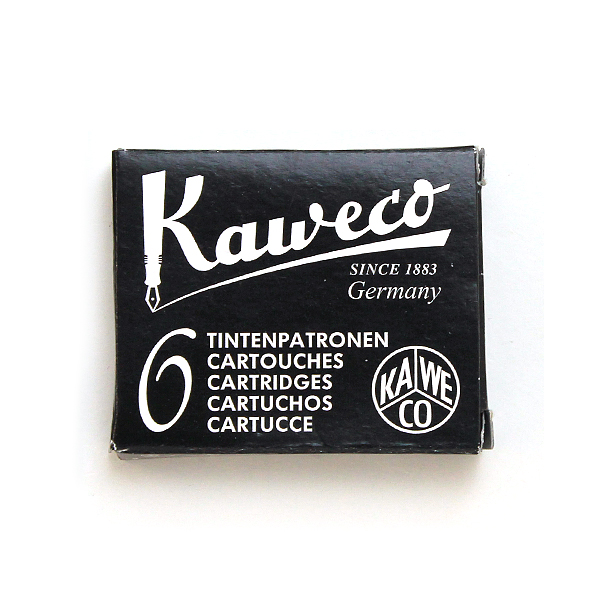 Kaweco
SINCE 1883
Germany
6
TINTENPATRONEN
CARTOUCHES
CARTRIDGES
CARTUCHOS
CARTUCCE
KA WE
CO